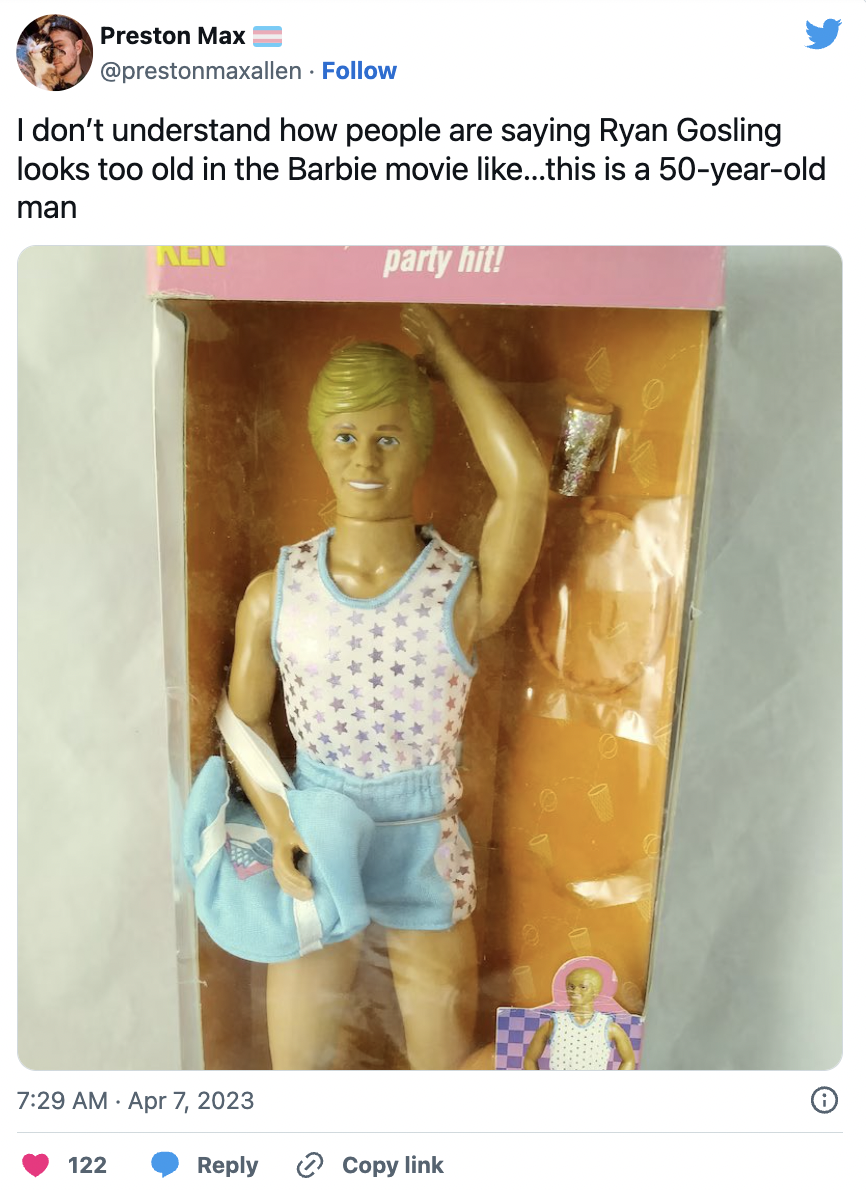 Preston Max
@prestonmaxallen · Follow
I don’t understand how people are saying Ryan Gosling
looks too old in the Barbie movie like...this is a 50-year-old
man
KEN
party hit!
7:29 AM · Apr 7, 2023
122
Reply
Copy link